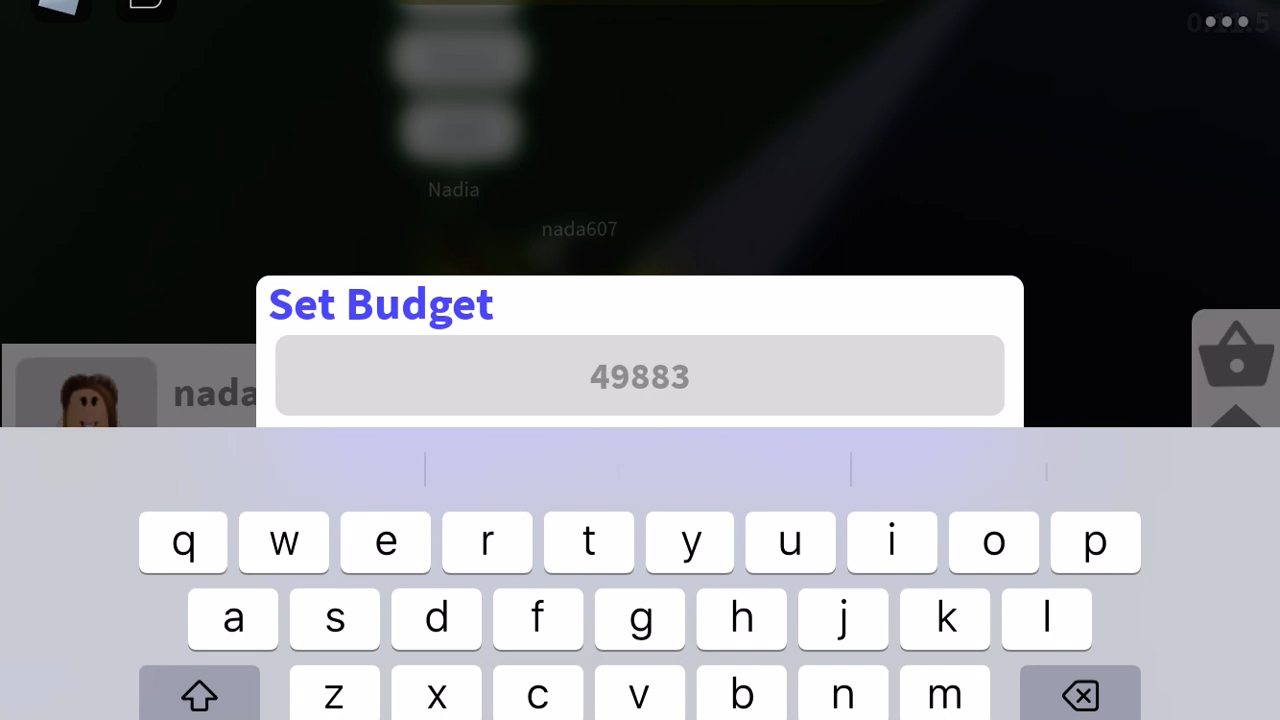 Nadia
nada607
Set Budget
49883
nada
q w e r t y u i o p
a s d f g h j k l
z x c v b n m